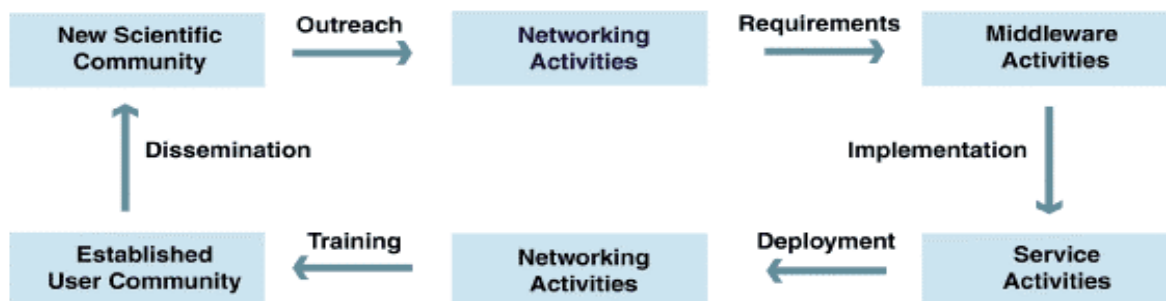 New Scientific
Community
Outreach
Networking
Activities
Requirements
Middleware
Activities
Dissemination
Implementation
Established
User Community
Training
Networking
Activities
Deployment
Service
Activities